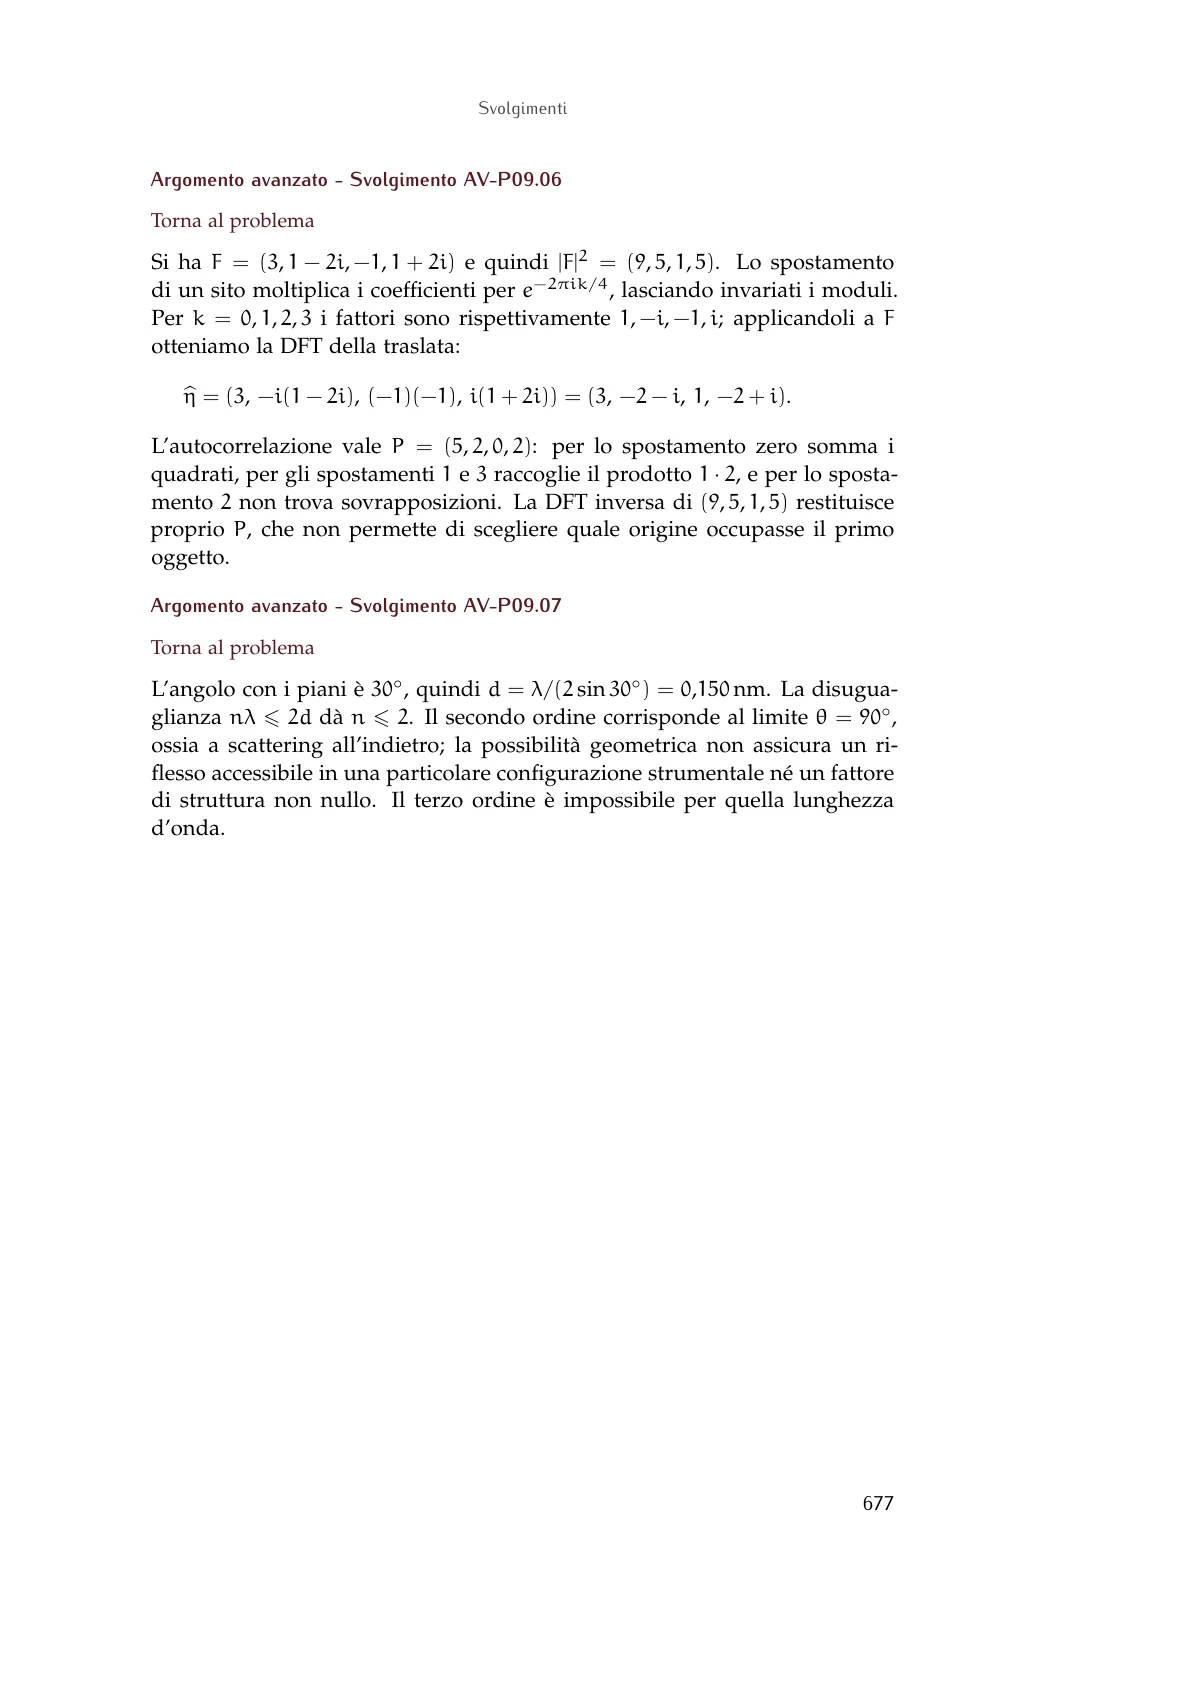 Svolgimenti
Argomento avanzato – Svolgimento AV-P09.06
Torna al problema
Si ha F = (3, 1 − 2i, −1, 1 + 2i) e quindi |F|² = (9, 5, 1, 5). Lo spostamento
di un sito moltiplica i coefficienti per e^{−2πik/4}, lasciando invariati i moduli.
Per k = 0, 1, 2, 3 i fattori sono rispettivamente 1, −i, −1, i; applicandoli a F
otteniamo la DFT della traslata:
η̂ = (3, −i(1 − 2i), (−1)(−1), i(1 + 2i)) = (3, −2 − i, 1, −2 + i).
L’autocorrelazione vale P = (5, 2, 0, 2): per lo spostamento zero somma i
quadrati, per gli spostamenti 1 e 3 raccoglie il prodotto 1 · 2, e per lo sposta-
mento 2 non trova sovrapposizioni. La DFT inversa di (9, 5, 1, 5) restituisce
proprio P, che non permette di scegliere quale origine occupasse il primo
oggetto.
Argomento avanzato – Svolgimento AV-P09.07
Torna al problema
L’angolo con i piani è 30°, quindi d = λ/(2 sin 30°) = 0,150 nm. La disugua-
glianza nλ ⩽ 2d dà n ⩽ 2. Il secondo ordine corrisponde al limite θ = 90°,
ossia a scattering all’indietro; la possibilità geometrica non assicura un ri-
flesso accessibile in una particolare configurazione strumentale né un fattore
di struttura non nullo. Il terzo ordine è impossibile per quella lunghezza
d’onda.
677